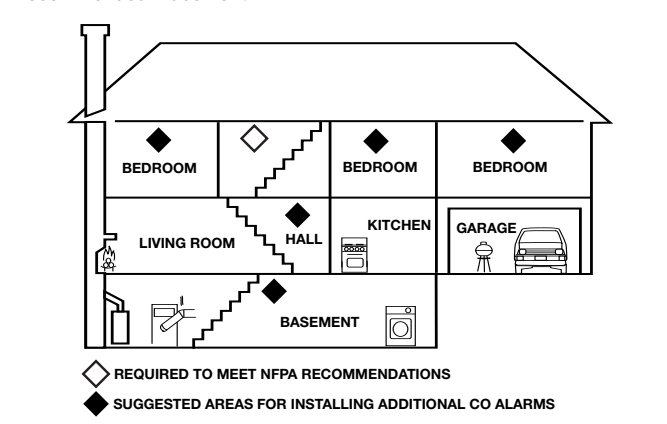 BEDROOM
BEDROOM
BEDROOM
LIVING ROOM
HALL
KITCHEN
GARAGE
BASEMENT
REQUIRED TO MEET NFPA RECOMMENDATIONS
SUGGESTED AREAS FOR INSTALLING ADDITIONAL CO ALARMS